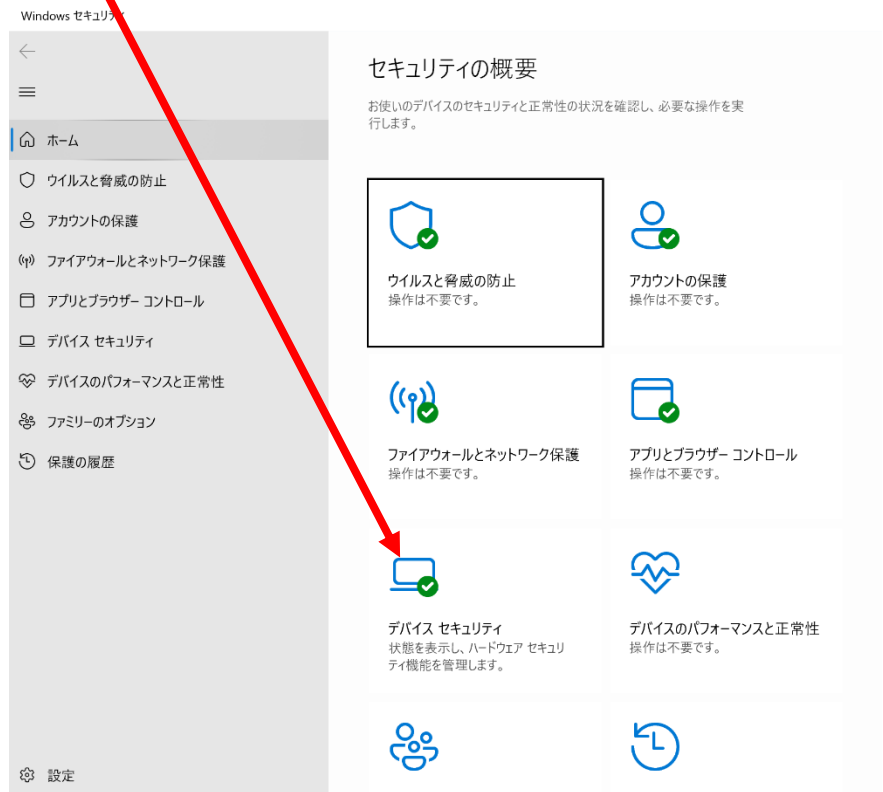 Windows セキュリティ
ホーム
ウイルスと脅威の防止
アカウントの保護
ファイアウォールとネットワーク保護
アプリとブラウザー コントロール
デバイス セキュリティ
デバイスのパフォーマンスと正常性
ファミリーのオプション
保護の履歴
設定
セキュリティの概要
お使いのデバイスのセキュリティと正常性の状況を確認し、必要な操作を実
行します。
ウイルスと脅威の防止
操作は不要です。
アカウントの保護
操作は不要です。
ファイアウォールとネットワーク保護
操作は不要です。
アプリとブラウザー コントロール
操作は不要です。
デバイス セキュリティ
状態を表示し、ハードウェア セキュリ
ティ機能を管理します。
デバイスのパフォーマンスと正常性
操作は不要です。